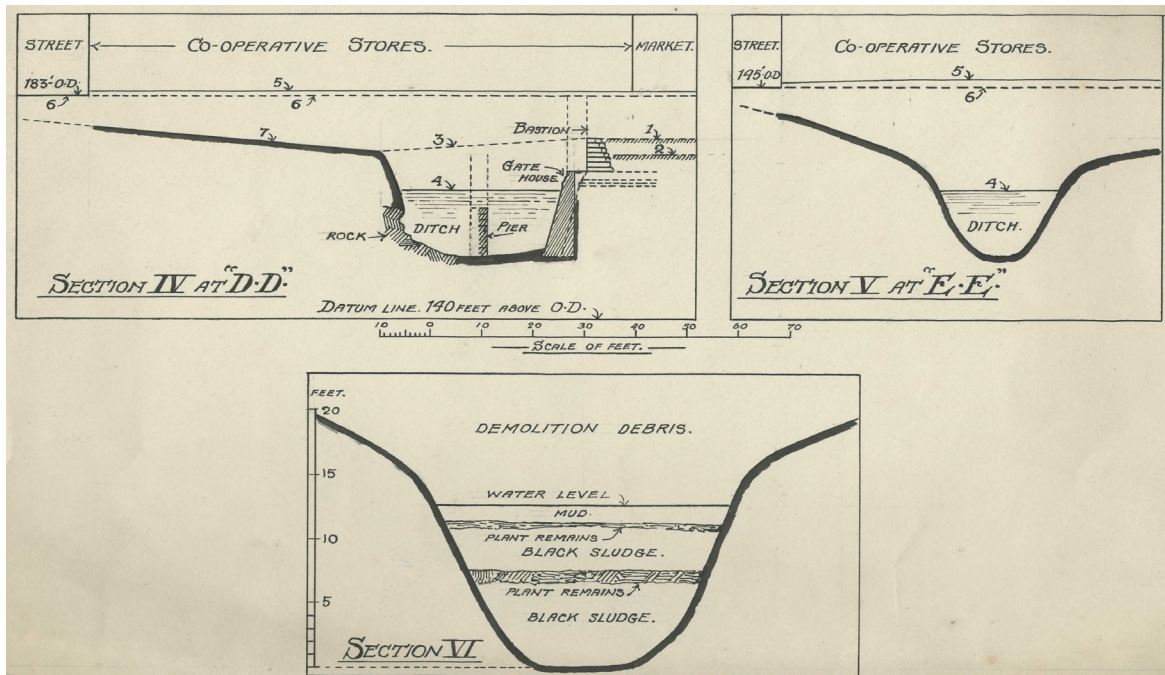 STREET
CO-OPERATIVE STORES.
MARKET.
183'·O·D·
5
6
6
7
3
BASTION
1
2
GATE
HOUSE
4
DITCH
PIER
ROCK
SECTION IV AT "D·D·"
DATUM LINE. 140 FEET ABOVE O·D·
10 0 10 20 30 40 50 60 70
SCALE OF FEET.
STREET.
CO-OPERATIVE STORES.
195'·O·D
5
6
4
DITCH.
SECTION V AT "E·E·"
FEET.
20
DEMOLITION DEBRIS.
15
WATER LEVEL
MUD.
PLANT REMAINS
10
BLACK SLUDGE.
PLANT REMAINS
5
BLACK SLUDGE.
SECTION VI